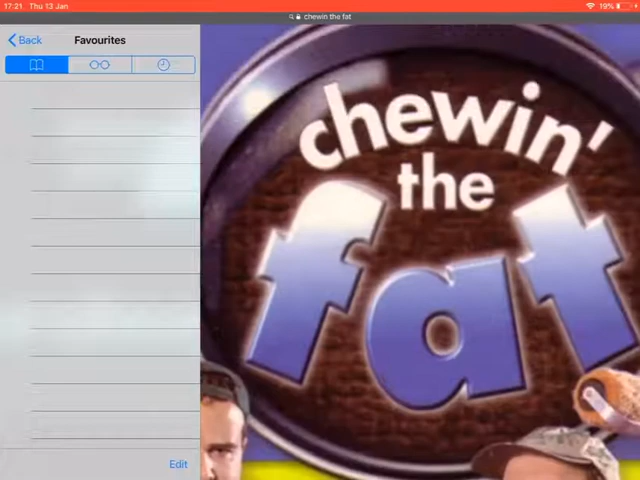 17:21 Thu 13 Jan
19%
chewin the fat
Back
Favourites
chewin'
the
fat
Edit